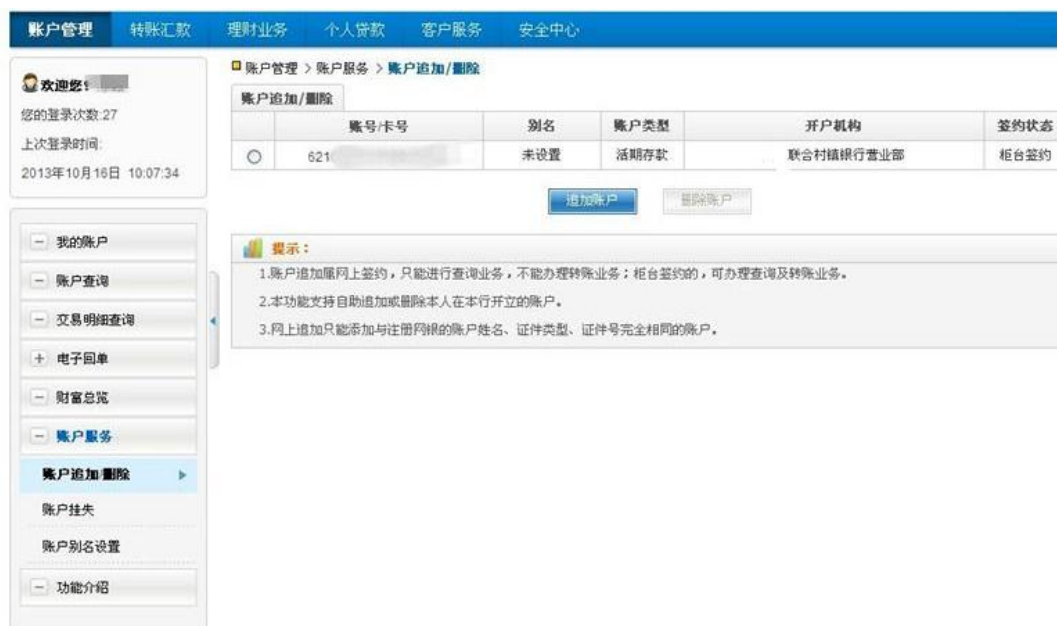 账户管理 转账汇款 理财业务 个人贷款 客户服务 安全中心
欢迎您
您的登录次数:27
上次登录时间:
2013年10月16日 10:07:34
账户管理 > 账户服务 > 账户追加/删除
账户追加/删除
账号/卡号 别名 账户类型 开户机构 签约状态
621 未设置 活期存款 联合村镇银行营业部 柜台签约
追加账户 删除账户
提示：
1.账户追加属网上签约，只能进行查询业务，不能办理转账业务；柜台签约的，可办理查询及转账业务。
2.本功能支持自助追加或删除本人在本行开立的账户。
3.网上追加只能添加与注册网银的账户姓名、证件类型、证件号完全相同的账户。
我的账户
账户查询
交易明细查询
电子回单
财富总览
账户服务
账户追加/删除
账户挂失
账户别名设置
功能介绍